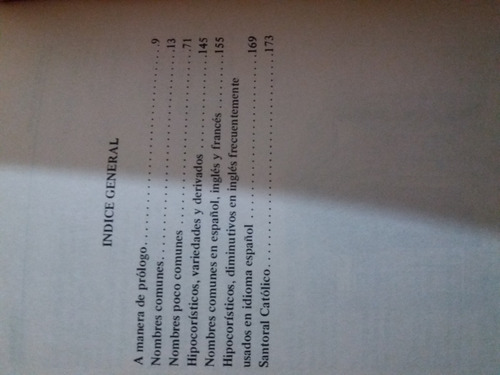 INDICE GENERAL
A manera de prólogo. . . . . . . . . . . . . . . . . . . . . . . . . . . . . . . . .9
Nombres comunes. . . . . . . . . . . . . . . . . . . . . . . . . . . . . . . . .13
Nombres poco comunes . . . . . . . . . . . . . . . . . . . . . . . . . . . . .71
Hipocorísticos, variedades y derivados . . . . . . . . . . . . . . . . .145
Nombres comunes en español, inglés y francés . . . . . . . . . .155
Hipocorísticos, diminutivos en inglés frecuentemente
usados en idioma español . . . . . . . . . . . . . . . . . . . . . . . . . . .169
Santoral Católico. . . . . . . . . . . . . . . . . . . . . . . . . . . . . . . . . .173